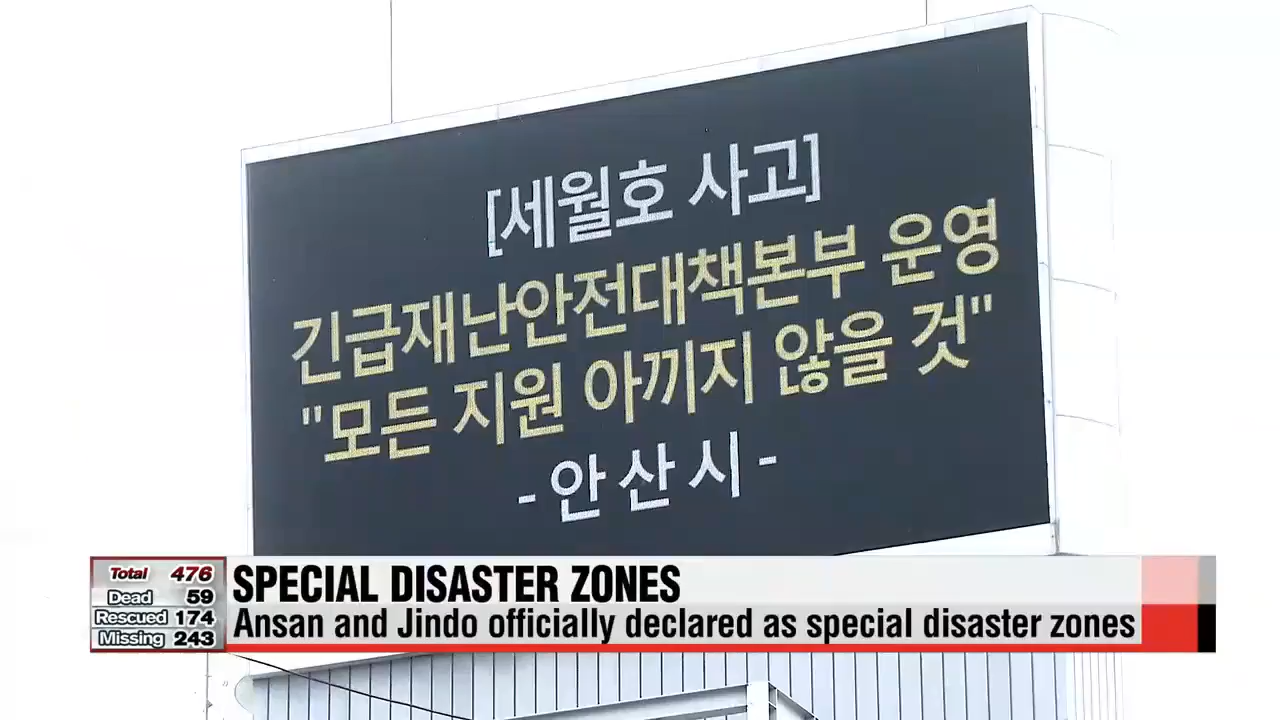 [세월호 사고]
긴급재난안전대책본부 운영
"모든 지원 아끼지 않을 것"
- 안 산 시 -
Total 476
Dead 59
Rescued 174
Missing 243
SPECIAL DISASTER ZONES
Ansan and Jindo officially declared as special disaster zones